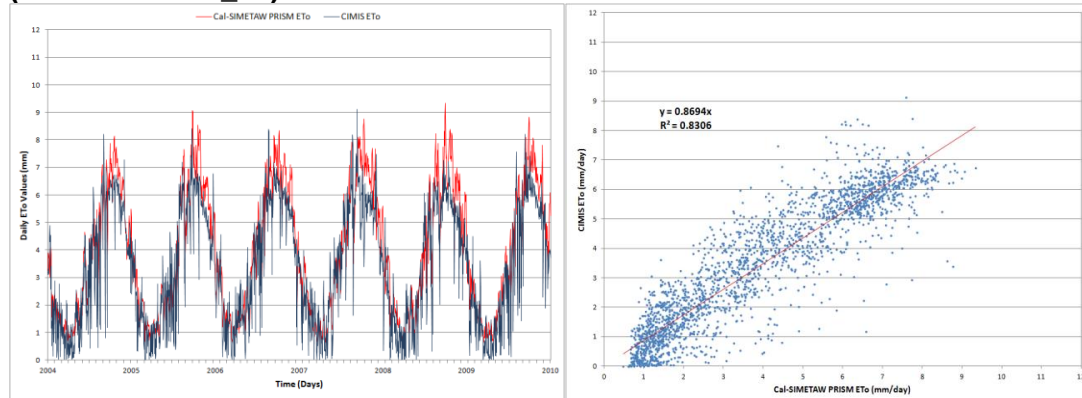 Cal-SIMETAW PRISM ETo CIMIS ETo
12
11
10
9
8
7
6
5
4
3
2
1
0
Daily ETo Values (mm)
2004 2005 2006 2007 2008 2009 2010
Time (Days)
12
11
10
9
8
7
6
5
4
3
2
1
0
CIMIS ETo (mm/day)
y = 0.8694x
R² = 0.8306
0 1 2 3 4 5 6 7 8 9 10 11 12
Cal-SIMETAW PRISM ETo (mm/day)